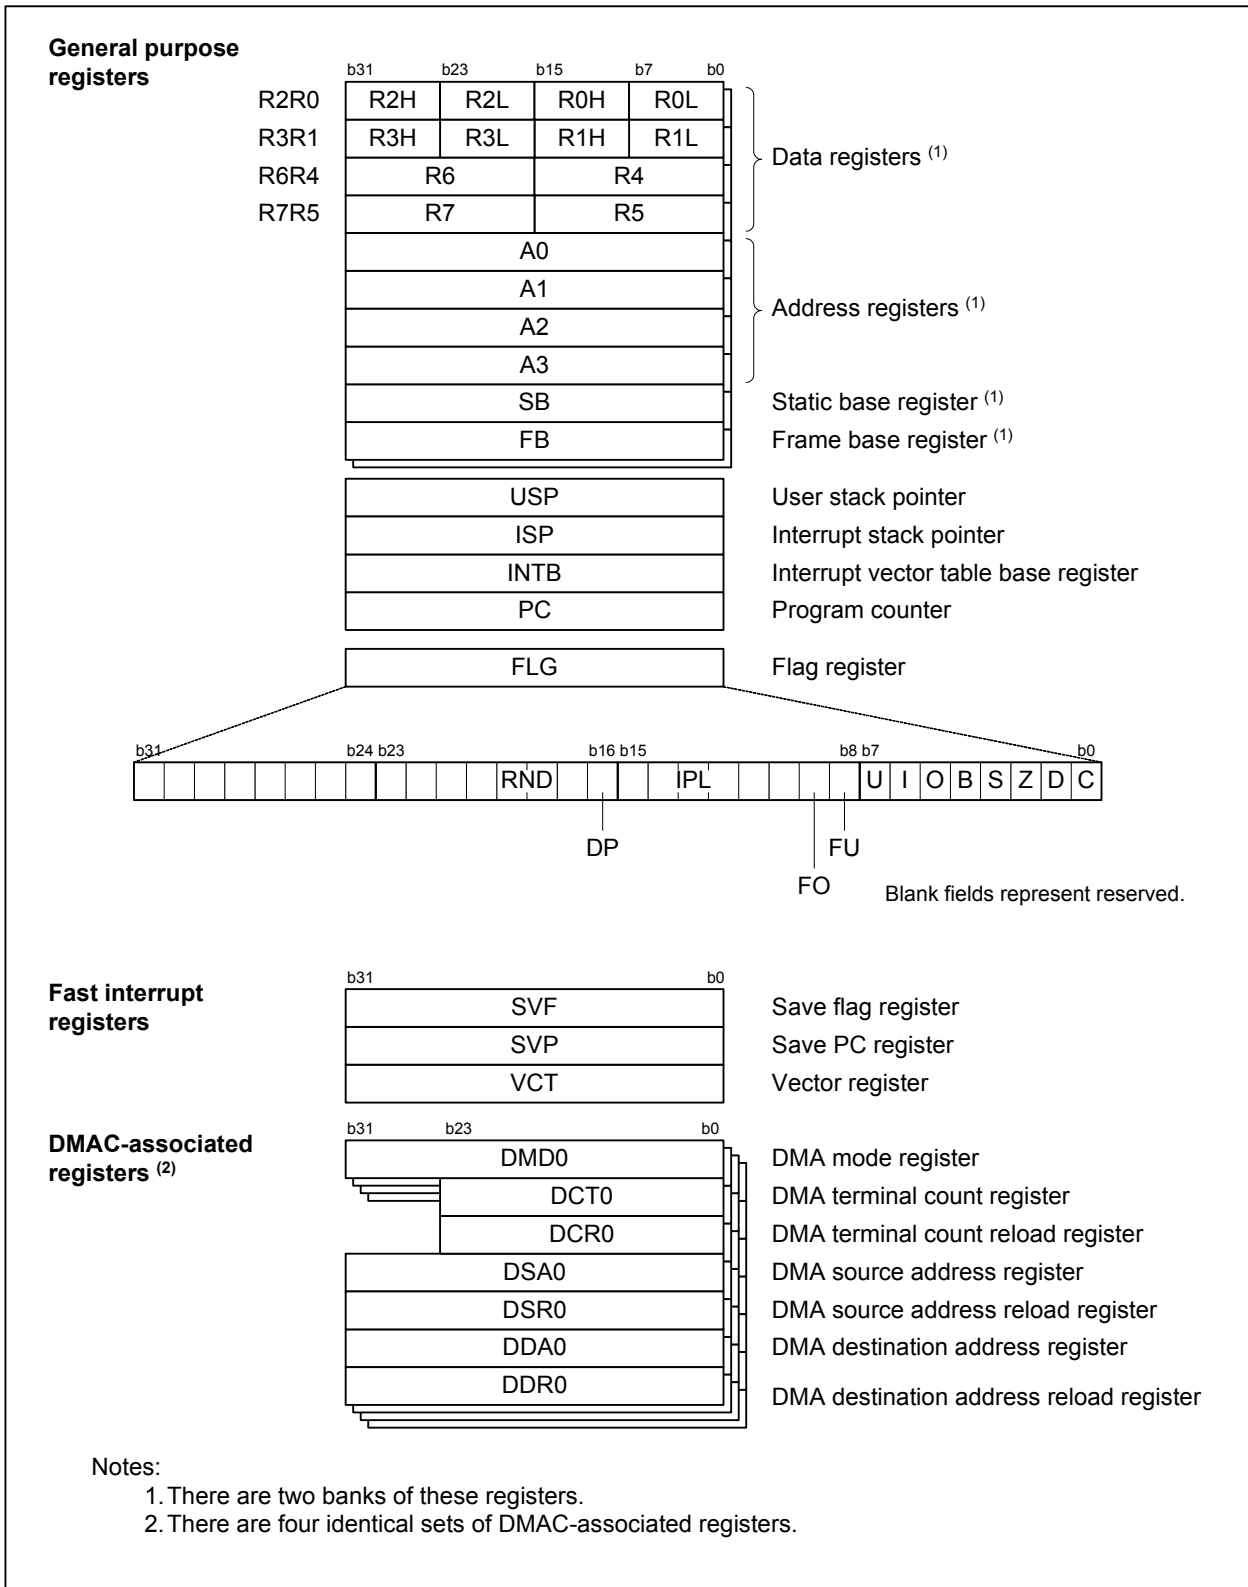 General purpose
registers
b31 b23 b15 b7 b0
R2R0 R2H R2L R0H R0L
R3R1 R3H R3L R1H R1L
Data registers (1)
R6R4 R6 R4
R7R5 R7 R5
A0
A1
Address registers (1)
A2
A3
SB Static base register (1)
FB Frame base register (1)
USP User stack pointer
ISP Interrupt stack pointer
INTB Interrupt vector table base register
PC Program counter
FLG Flag register
b31 b24 b23 b16 b15 b8 b7 b0
RND IPL U I O B S Z D C
DP FU
FO
Blank fields represent reserved.
b31 b0
Fast interrupt
registers
SVF Save flag register
SVP Save PC register
VCT Vector register
b31 b23 b0
DMAC-associated
registers (2)
DMD0 DMA mode register
DCT0 DMA terminal count register
DCR0 DMA terminal count reload register
DSA0 DMA source address register
DSR0 DMA source address reload register
DDA0 DMA destination address register
DDR0 DMA destination address reload register
Notes:
1. There are two banks of these registers.
2. There are four identical sets of DMAC-associated registers.